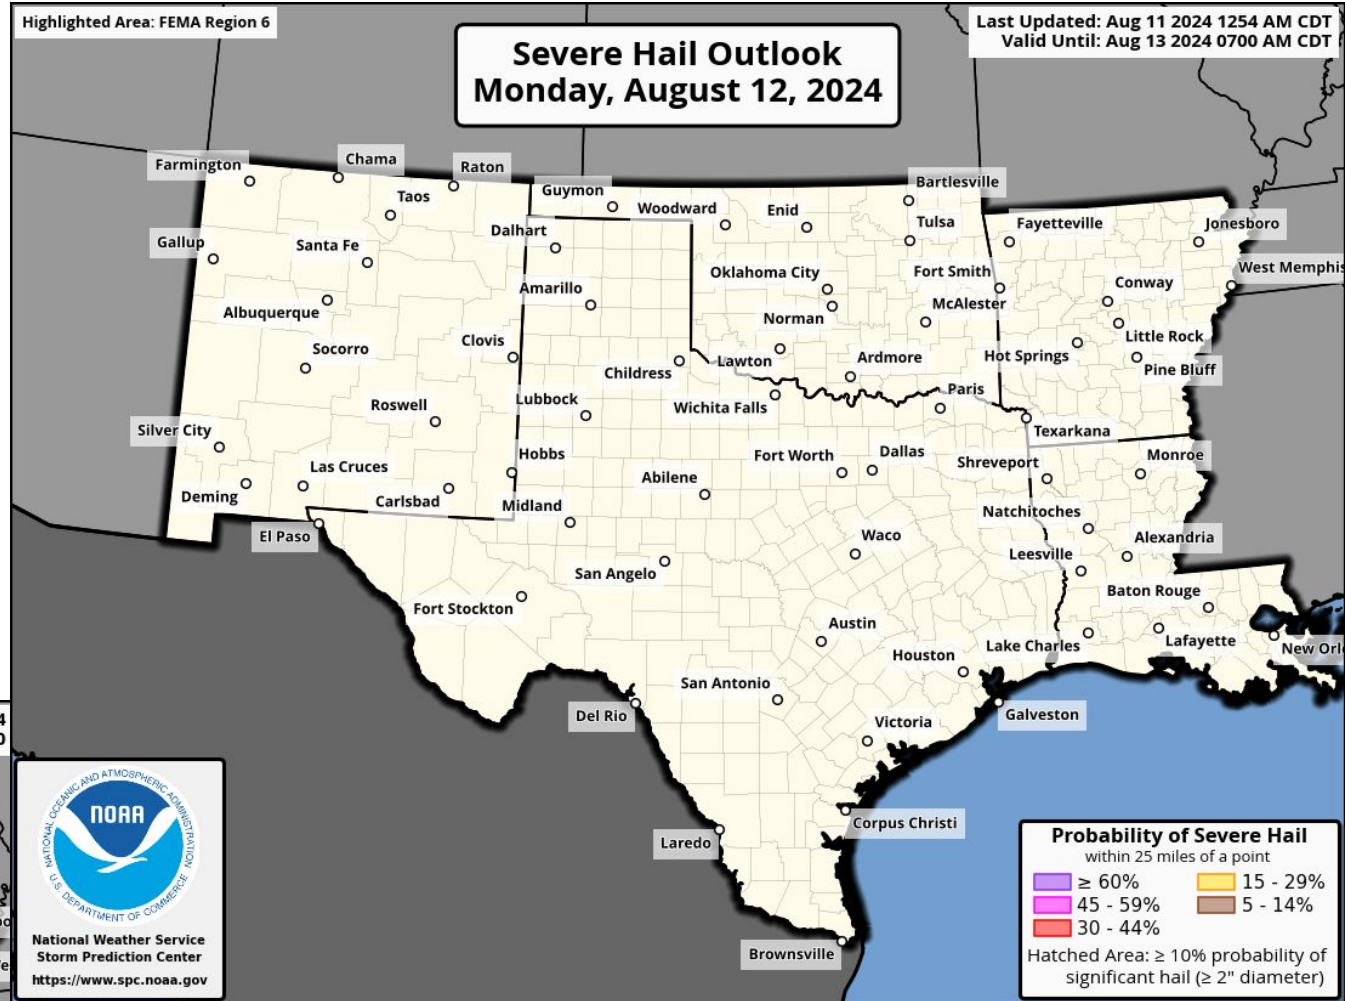 Highlighted Area: FEMA Region 6
Last Updated: Aug 11 2024 1254 AM CDT
Valid Until: Aug 13 2024 0700 AM CDT
Severe Hail Outlook
Monday, August 12, 2024
Farmington
Chama
Raton
Taos
Guymon
Woodward
Enid
Bartlesville
Tulsa
Fayetteville
Jonesboro
Gallup
Santa Fe
Dalhart
Amarillo
Oklahoma City
Fort Smith
West Memphis
Conway
Albuquerque
Norman
McAlester
Socorro
Clovis
Little Rock
Childress
Lawton
Ardmore
Hot Springs
Pine Bluff
Roswell
Lubbock
Wichita Falls
Paris
Texarkana
Silver City
Las Cruces
Hobbs
Fort Worth
Dallas
Shreveport
Monroe
Deming
Carlsbad
Midland
Abilene
Natchitoches
El Paso
Waco
Alexandria
Leesville
San Angelo
Fort Stockton
Baton Rouge
Austin
Lake Charles
Lafayette
New Orl
Houston
San Antonio
Del Rio
Victoria
Galveston
Laredo
Corpus Christi
Brownsville
NATIONAL OCEANIC AND ATMOSPHERIC ADMINISTRATION
NOAA
U.S. DEPARTMENT OF COMMERCE
National Weather Service
Storm Prediction Center
https://www.spc.noaa.gov
Probability of Severe Hail
within 25 miles of a point
≥ 60%
15 - 29%
45 - 59%
5 - 14%
30 - 44%
Hatched Area: ≥ 10% probability of
significant hail (≥ 2" diameter)